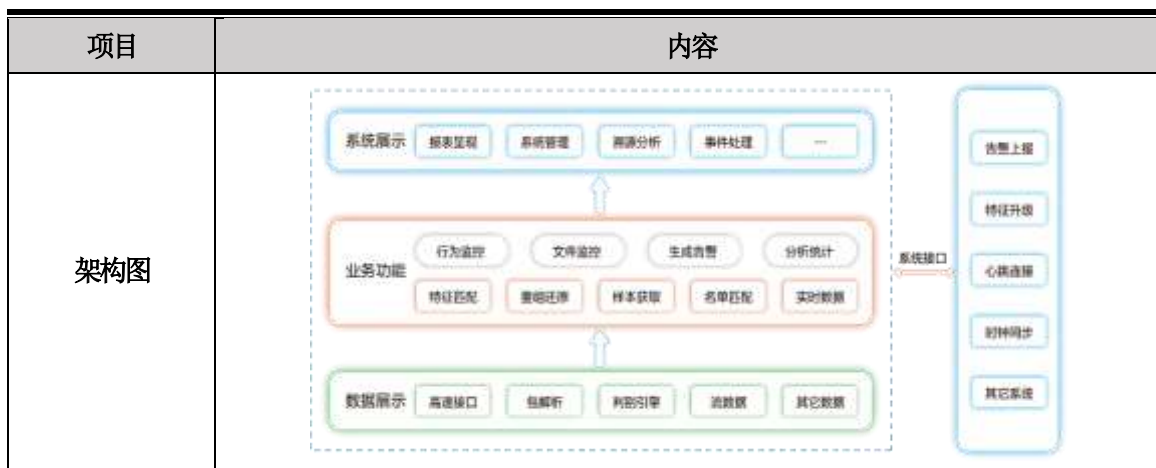 项目 内容
架构图
系统展示 报表呈现 系统管理 溯源分析 事件处理 ...
业务功能
行为监控 文件监控 生成告警 分析统计
特征匹配 重组还原 样本获取 名单匹配 实时数据
数据展示 高速接口 包解析 判别引擎 流数据 其它数据
系统接口
告警上报
特征升级
心跳连接
时钟同步
其它系统